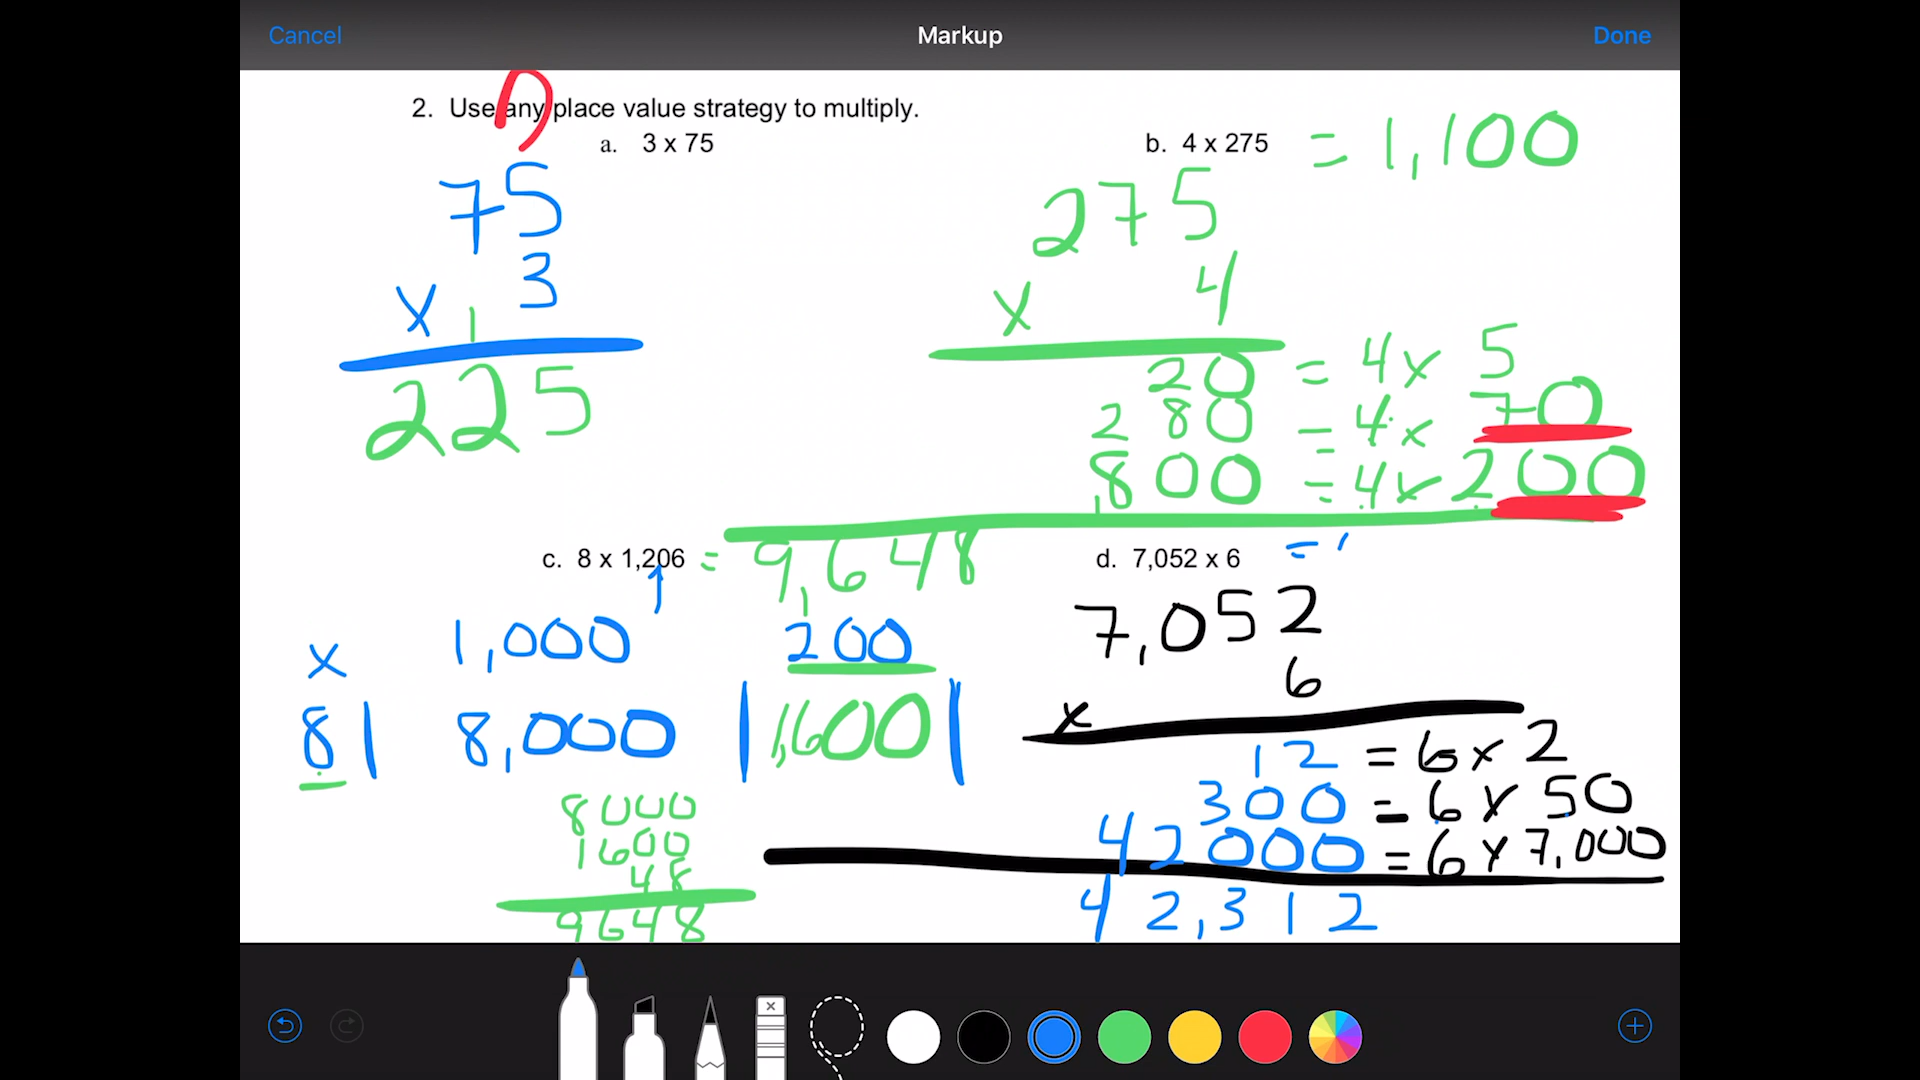 Cancel Markup Done
2. Use any place value strategy to multiply.
a. 3 x 75
b. 4 x 275 = 1,100
75
3
x 1
225
275
4
x
20 = 4 x 5
280 = 4 x 70
800 = 4 x 200
c. 8 x 1,206 = 9,648
1
x 1,000 200
8 | 8,000 | 1,600 |
8000
1600
48
9648
d. 7,052 x 6 =
7,052
6
x
12 = 6 x 2
300 = 6 x 50
42000 = 6 x 7,000
42,312